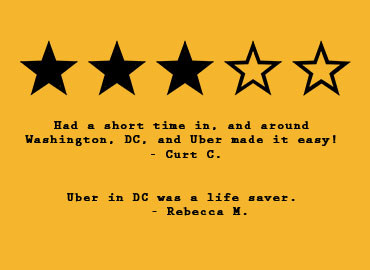 Had a short time in, and around
Washington, DC, and Uber made it easy!
- Curt C.
Uber in DC was a life saver.
- Rebecca M.